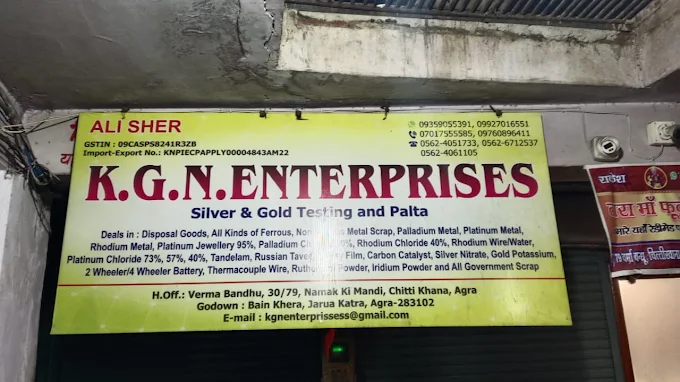 ALI SHER
GSTIN : 09CASPS8241R3ZB
Import-Export No.: KNPIECPAPPLY00004843AM22
09359055391, 09927016551
07017555585, 09760896411
0562-4051733, 0562-6712537
0562-4061105
K.G.N.ENTERPRISES
Silver & Gold Testing and Palta
Deals in : Disposal Goods, All Kinds of Ferrous, Non Metal Scrap, Palladium Metal, Platinum Metal,
Rhodium Metal, Platinum Jewellery 95%, Palladium Rhodium Chloride 40%, Rhodium Wire/Water,
Platinum Chloride 73%, 57%, 40%, Tandelam, Russian Film, Carbon Catalyst, Silver Nitrate, Gold Potassium,
2 Wheeler/4 Wheeler Battery, Thermacouple Wire, Powder, Iridium Powder and All Government Scrap
H.Off.: Verma Bandhu, 30/79, Namak Ki Mandi, Chitti Khana, Agra
Godown : Bain Khera, Jarua Katra, Agra-283102
E-mail : kgnenterprissess@gmail.com
राजेश
माँ